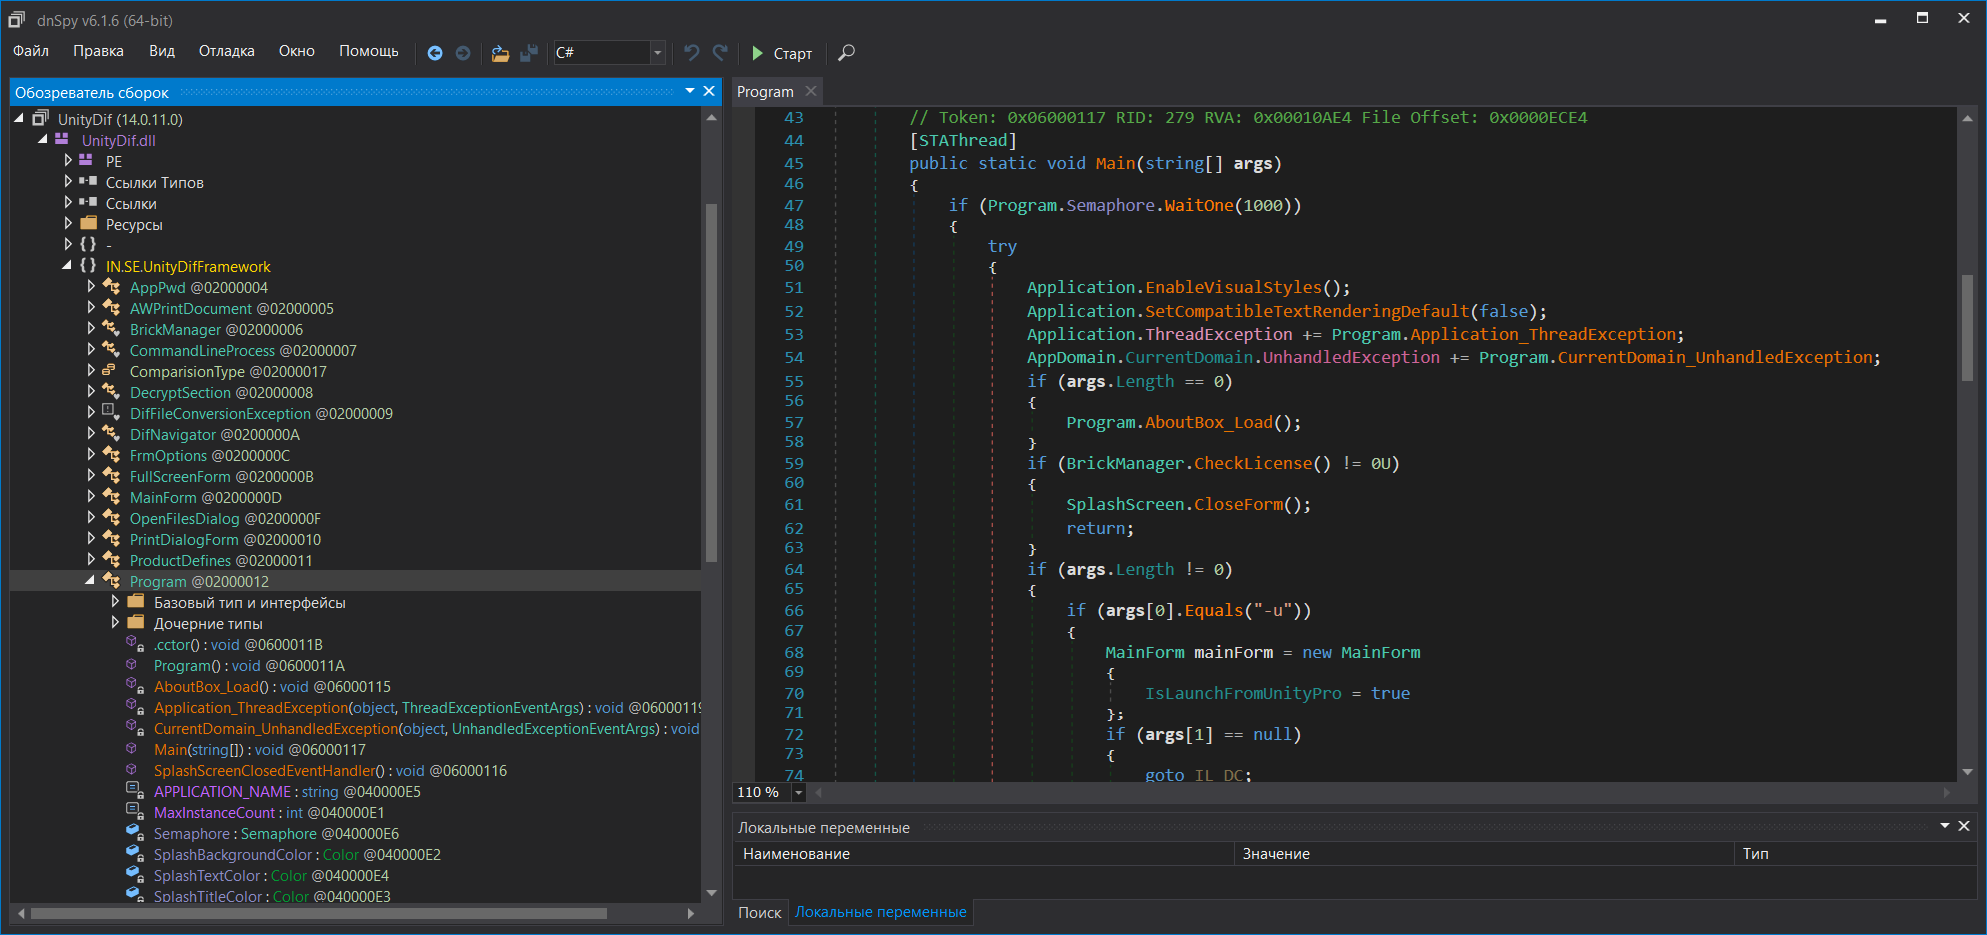 dnSpy v6.1.6 (64-bit)
Файл Правка Вид Отладка Окно Помощь C# Старт
Обозреватель сборок
UnityDif (14.0.11.0)
UnityDif.dll
PE
Ссылки Типов
Ссылки
Ресурсы
{ } -
{ } IN.SE.UnityDifFramework
AppPwd @02000004
AWPrintDocument @02000005
BrickManager @02000006
CommandLineProcess @02000007
ComparisionType @02000017
DecryptSection @02000008
DifFileConversionException @02000009
DifNavigator @0200000A
FrmOptions @0200000C
FullScreenForm @0200000B
MainForm @0200000D
OpenFilesDialog @0200000F
PrintDialogForm @02000010
ProductDefines @02000011
Program @02000012
Базовый тип и интерфейсы
Дочерние типы
.cctor() : void @0600011B
Program() : void @0600011A
AboutBox_Load() : void @06000115
Application_ThreadException(object, ThreadExceptionEventArgs) : void @06000119
CurrentDomain_UnhandledException(object, UnhandledExceptionEventArgs) : void
Main(string[]) : void @06000117
SplashScreenClosedEventHandler() : void @06000116
APPLICATION_NAME : string @040000E5
MaxInstanceCount : int @040000E1
Semaphore : Semaphore @040000E6
SplashBackgroundColor : Color @040000E2
SplashTextColor : Color @040000E4
SplashTitleColor : Color @040000E3
Program
43 // Token: 0x06000117 RID: 279 RVA: 0x00010AE4 File Offset: 0x0000ECE4
44 [STAThread]
45 public static void Main(string[] args)
46 {
47 if (Program.Semaphore.WaitOne(1000))
48 {
49 try
50 {
51 Application.EnableVisualStyles();
52 Application.SetCompatibleTextRenderingDefault(false);
53 Application.ThreadException += Program.Application_ThreadException;
54 AppDomain.CurrentDomain.UnhandledException += Program.CurrentDomain_UnhandledException;
55 if (args.Length == 0)
56 {
57 Program.AboutBox_Load();
58 }
59 if (BrickManager.CheckLicense() != 0U)
60 {
61 SplashScreen.CloseForm();
62 return;
63 }
64 if (args.Length != 0)
65 {
66 if (args[0].Equals("-u"))
67 {
68 MainForm mainForm = new MainForm
69 {
70 IsLaunchFromUnityPro = true
71 };
72 if (args[1] == null)
73 {
74 goto IL_DC;
110 %
Локальные переменные
Наименование Значение Тип
Поиск Локальные переменные